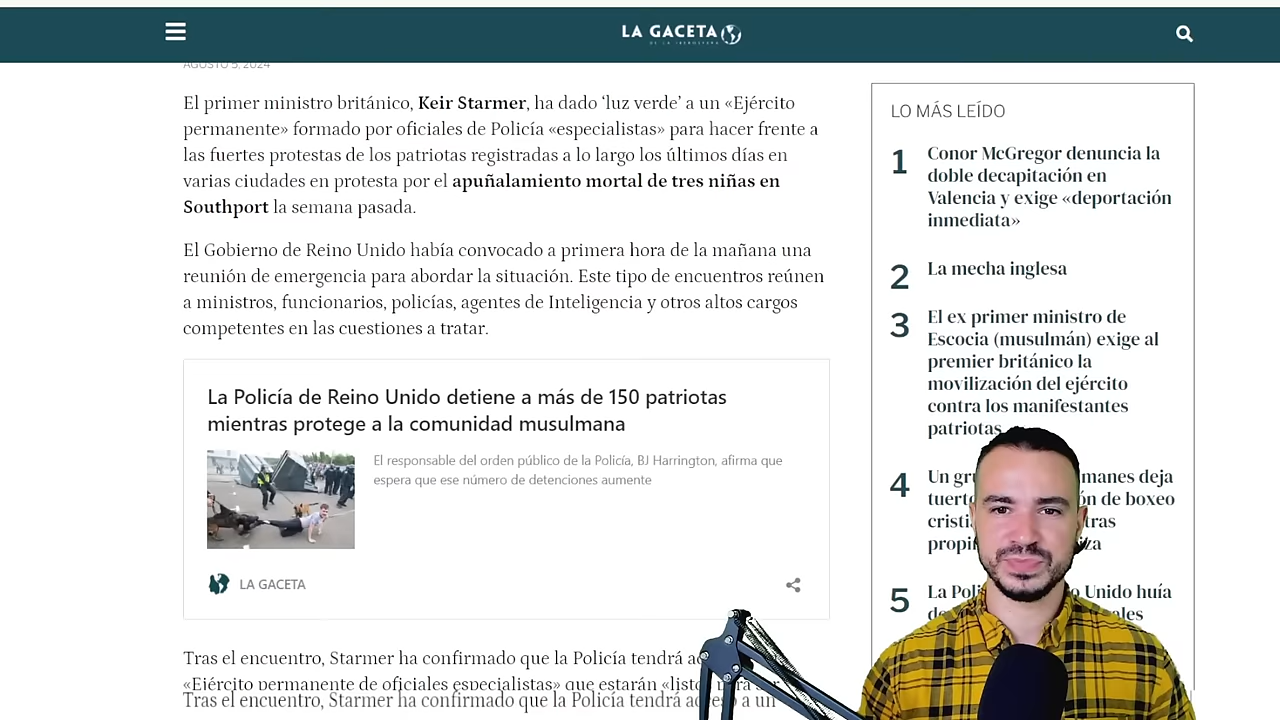 LA GACETA
AGOSTO 5, 2024
El primer ministro británico, Keir Starmer, ha dado ‘luz verde’ a un «Ejército
permanente» formado por oficiales de Policía «especialistas» para hacer frente a
las fuertes protestas de los patriotas registradas a lo largo los últimos días en
varias ciudades en protesta por el apuñalamiento mortal de tres niñas en
Southport la semana pasada.
El Gobierno de Reino Unido había convocado a primera hora de la mañana una
reunión de emergencia para abordar la situación. Este tipo de encuentros reúnen
a ministros, funcionarios, policías, agentes de Inteligencia y otros altos cargos
competentes en las cuestiones a tratar.
La Policía de Reino Unido detiene a más de 150 patriotas
mientras protege a la comunidad musulmana
El responsable del orden público de la Policía, BJ Harrington, afirma que
espera que ese número de detenciones aumente
LA GACETA
Tras el encuentro, Starmer ha confirmado que la Policía tendrá
«Ejército permanente de oficiales especialistas» que estarán
Tras el encuentro, Starmer ha confirmado que la Policía tendrá acceso a un
LO MÁS LEÍDO
1 Conor McGregor denuncia la
doble decapitación en
Valencia y exige «deportación
inmediata»
2 La mecha inglesa
3 El ex primer ministro de
Escocia (musulmán) exige al
premier británico la
movilización del ejército
contra los manifestantes
patriotas
4 Un manes deja
de boxeo
tras
5 La Unido huía